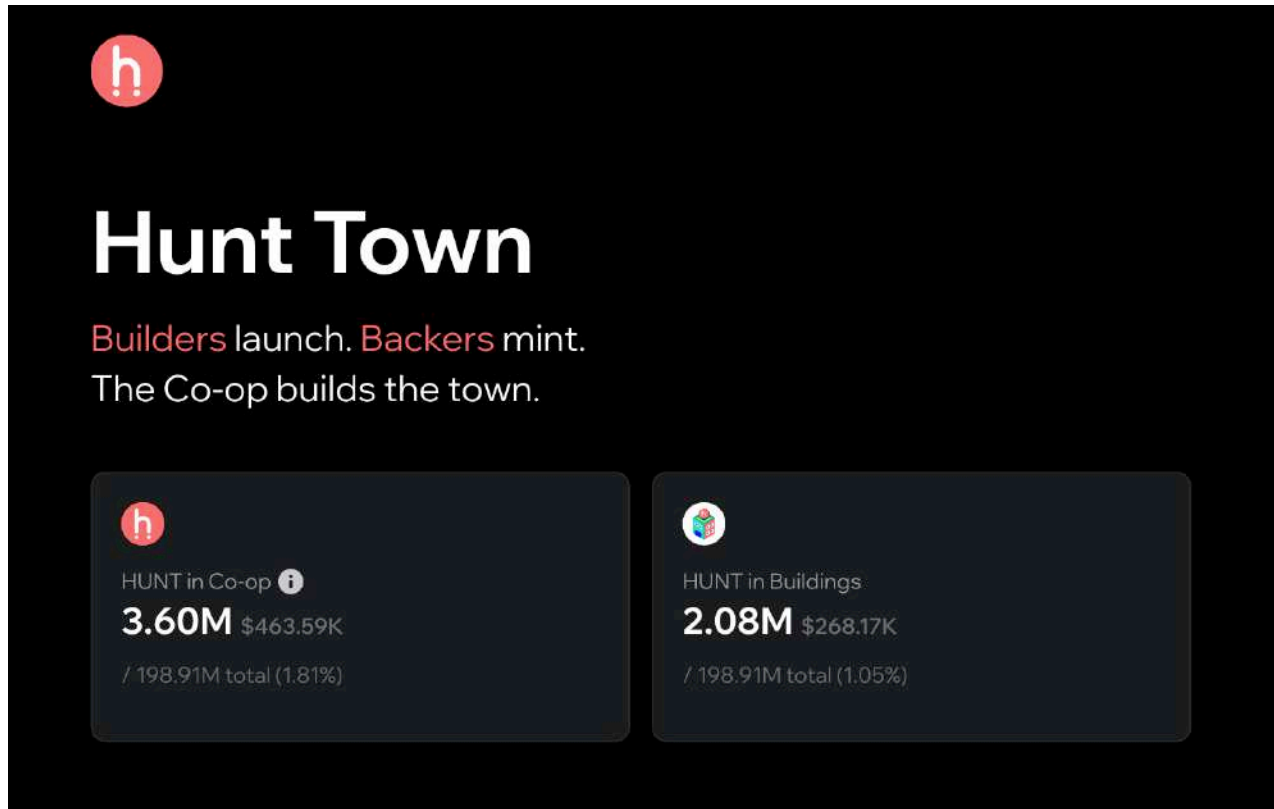 Hunt Town
Builders launch. Backers mint.
The Co-op builds the town.
HUNT in Co-op
3.60M $463.59K
/ 198.91M total (1.81%)
HUNT in Buildings
2.08M $268.17K
/ 198.91M total (1.05%)